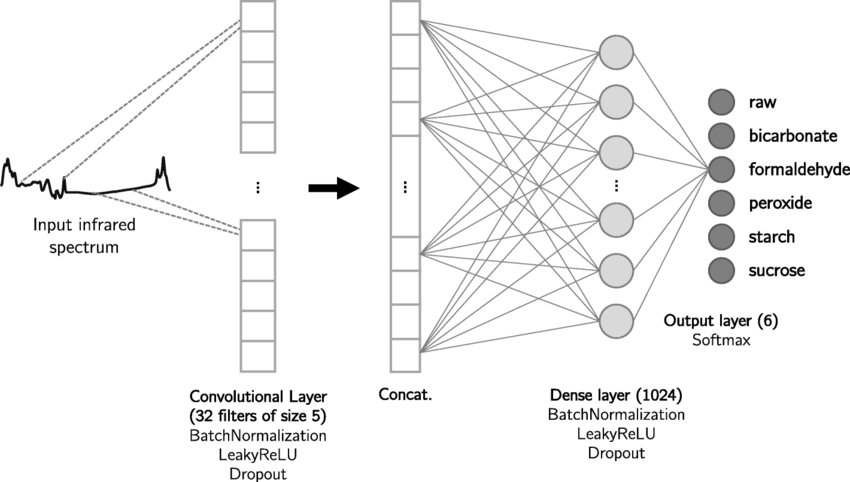 Input infrared
spectrum
Convolutional Layer
(32 filters of size 5)
BatchNormalization
LeakyReLU
Dropout
Concat.
Dense layer (1024)
BatchNormalization
LeakyReLU
Dropout
raw
bicarbonate
formaldehyde
peroxide
starch
sucrose
Output layer (6)
Softmax